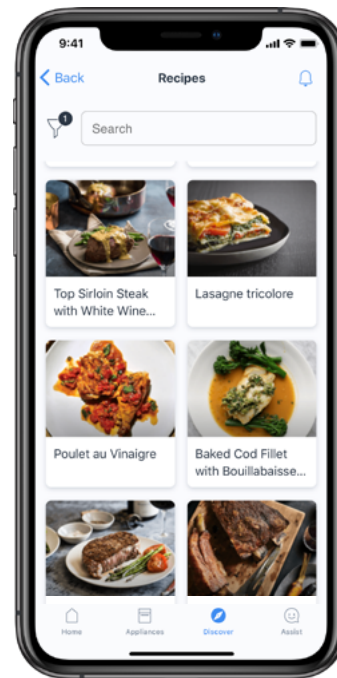 9:41
Back
Recipes
1
Search
Top Sirloin Steak
with White Wine...
Lasagne tricolore
Poulet au Vinaigre
Baked Cod Fillet
with Bouillabaisse...
Home
Appliances
Discover
Assist